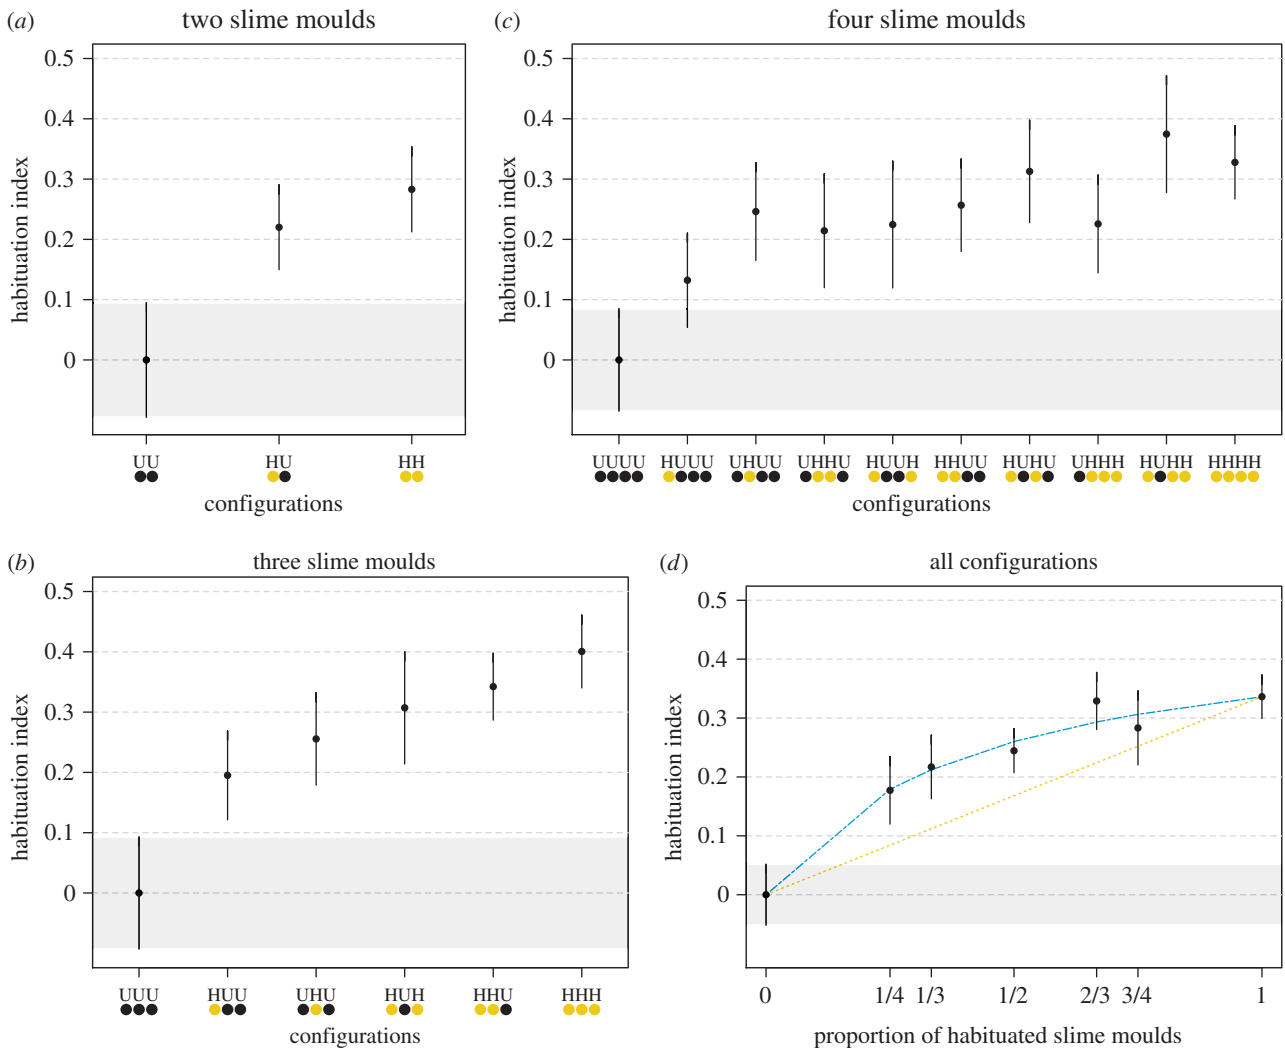 (a) two slime moulds
habituation index
0.5
0.4
0.3
0.2
0.1
0
UU HU HH
configurations
(c) four slime moulds
habituation index
0.5
0.4
0.3
0.2
0.1
0
UUUU HUUU UHUU UHHU HUUH HHUU HUHU UHHH HUHH HHHH
configurations
(b) three slime moulds
habituation index
0.5
0.4
0.3
0.2
0.1
0
UUU HUU UHU HUH HHU HHH
configurations
(d) all configurations
habituation index
0.5
0.4
0.3
0.2
0.1
0
0 1/4 1/3 1/2 2/3 3/4 1
proportion of habituated slime moulds